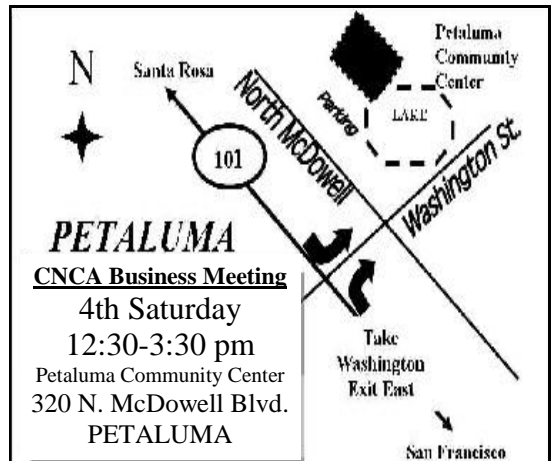 N
Santa Rosa
101
North McDowell
Parking
Petaluma
Community
Center
LAKE
Washington St.
PETALUMA
CNCA Business Meeting
4th Saturday
12:30-3:30 pm
Petaluma Community Center
320 N. McDowell Blvd.
PETALUMA
Take
Washington
Exit East
San Francisco